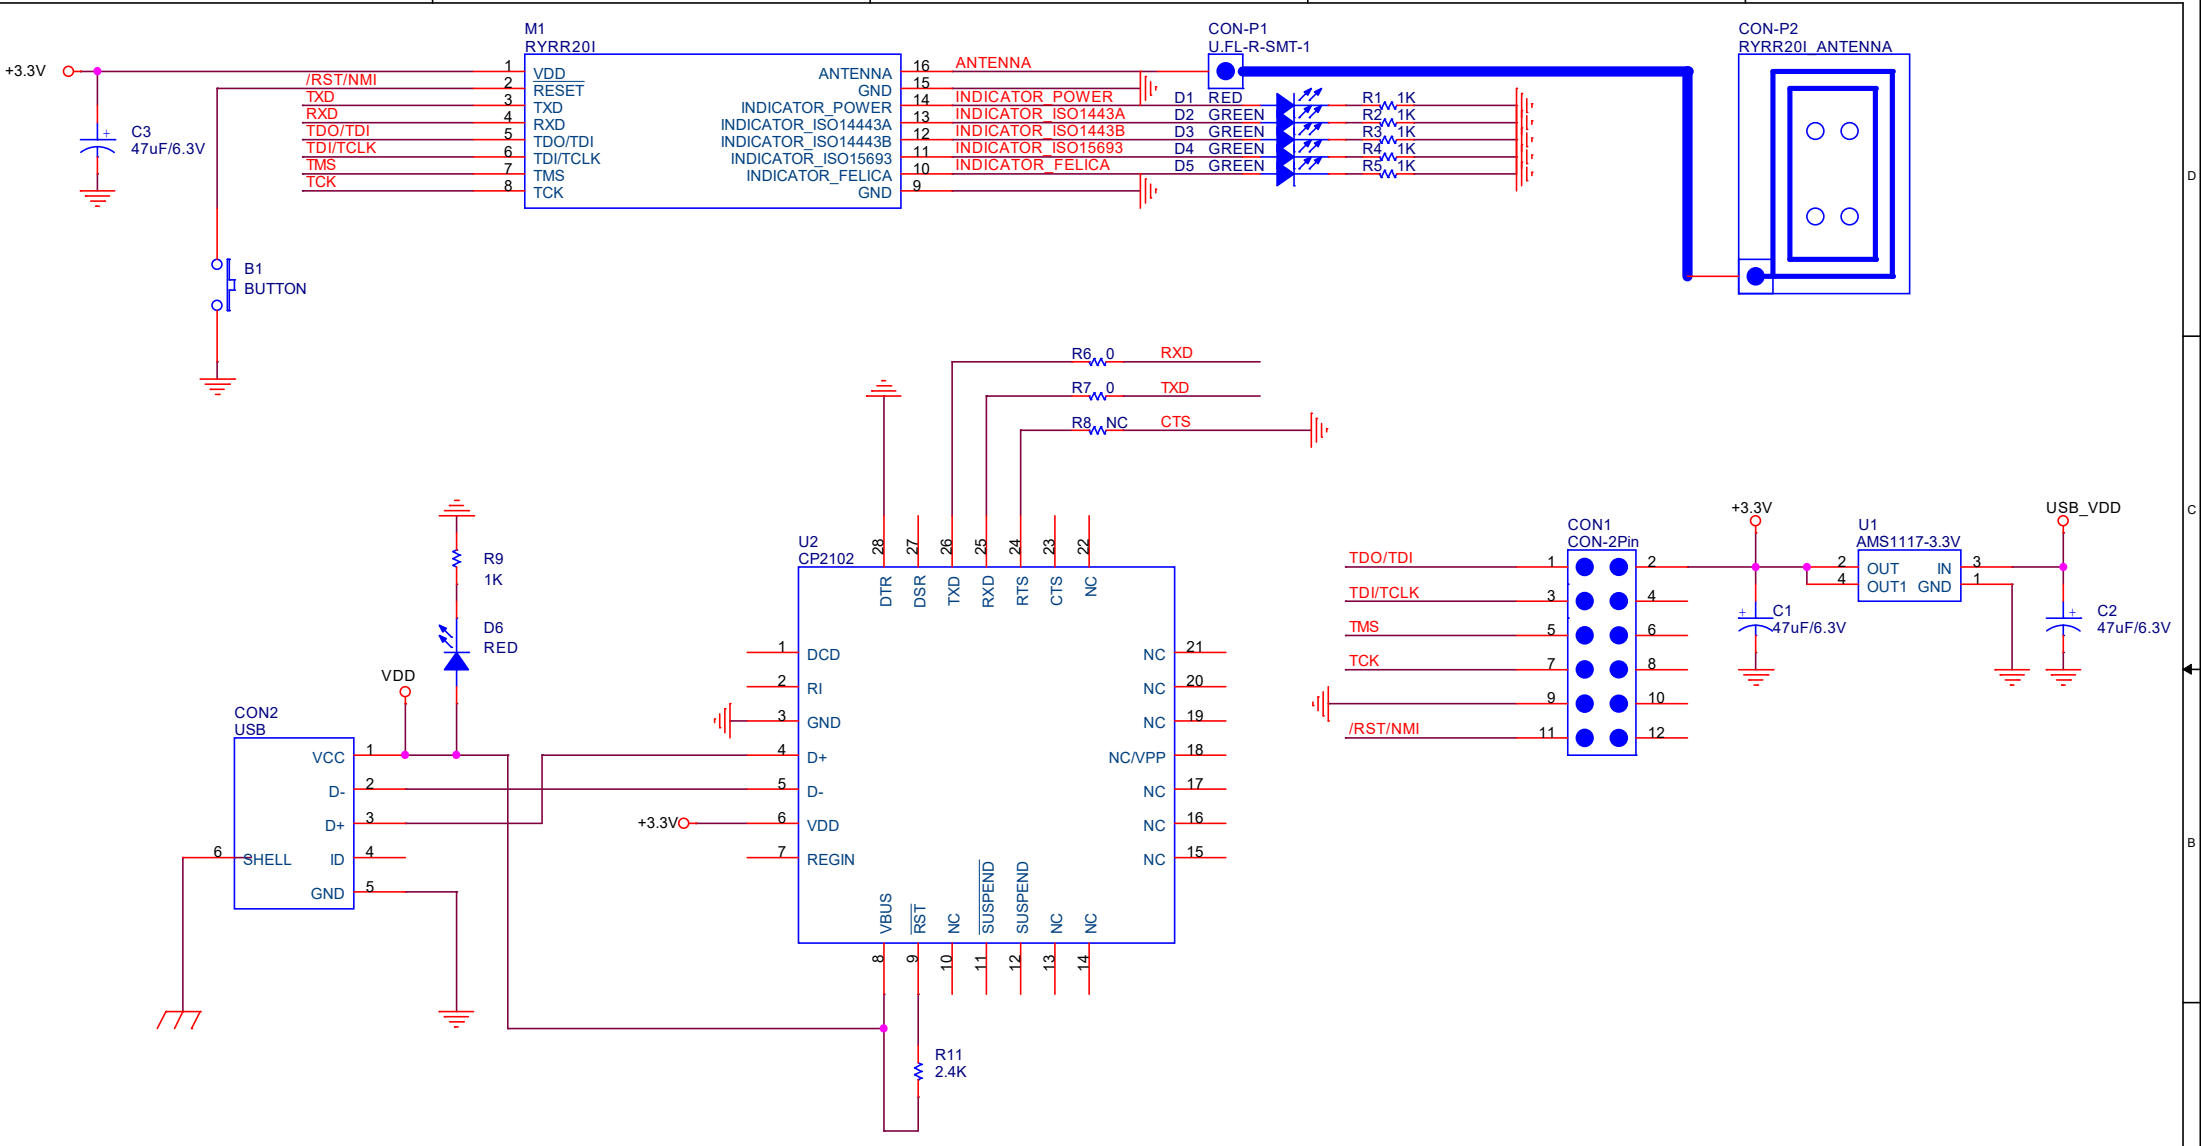 M1
RYRR20I
CON-P1
U.FL-R-SMT-1
CON-P2
RYRR20I_ANTENNA
+3.3V
/RST/NMI
TXD
RXD
TDO/TDI
TDI/TCLK
TMS
TCK
1 VDD
2 RESET
3 TXD
4 RXD
5 TDO/TDI
6 TDI/TCLK
7 TMS
8 TCK
ANTENNA 16 ANTENNA
GND 15
INDICATOR_POWER 14 INDICATOR_POWER D1 RED R1 1K
INDICATOR_ISO14443A 13 INDICATOR_ISO1443A D2 GREEN R2 1K
INDICATOR_ISO14443B 12 INDICATOR_ISO1443B D3 GREEN R3 1K
INDICATOR_ISO15693 11 INDICATOR_ISO15693 D4 GREEN R4 1K
INDICATOR_FELICA 10 INDICATOR_FELICA D5 GREEN R5 1K
GND 9
C3
47uF/6.3V
D
B1
BUTTON
R6 0 RXD
R7 0 TXD
R8 NC CTS
R9
1K
D6
RED
VDD
CON2
USB
VCC 1
D- 2
D+ 3
6 SHELL ID 4
GND 5
U2
CP2102
28 27 26 25 24 23 22
DTR DSR TXD RXD RTS CTS NC
1 DCD
2 RI
3 GND
4 D+
5 D-
+3.3V 6 VDD
7 REGIN
NC 21
NC 20
NC 19
NC/VPP 18
NC 17
NC 16
NC 15
VBUS RST NC SUSPEND SUSPEND NC NC
8 9 10 11 12 13 14
R11
2.4K
CON1
CON-2Pin
TDO/TDI 1 2
TDI/TCLK 3 4
TMS 5 6
TCK 7 8
9 10
/RST/NMI 11 12
+3.3V
U1
AMS1117-3.3V
USB_VDD
2 OUT IN 3
4 OUT1 GND 1
C1
47uF/6.3V
C2
47uF/6.3V
C
B